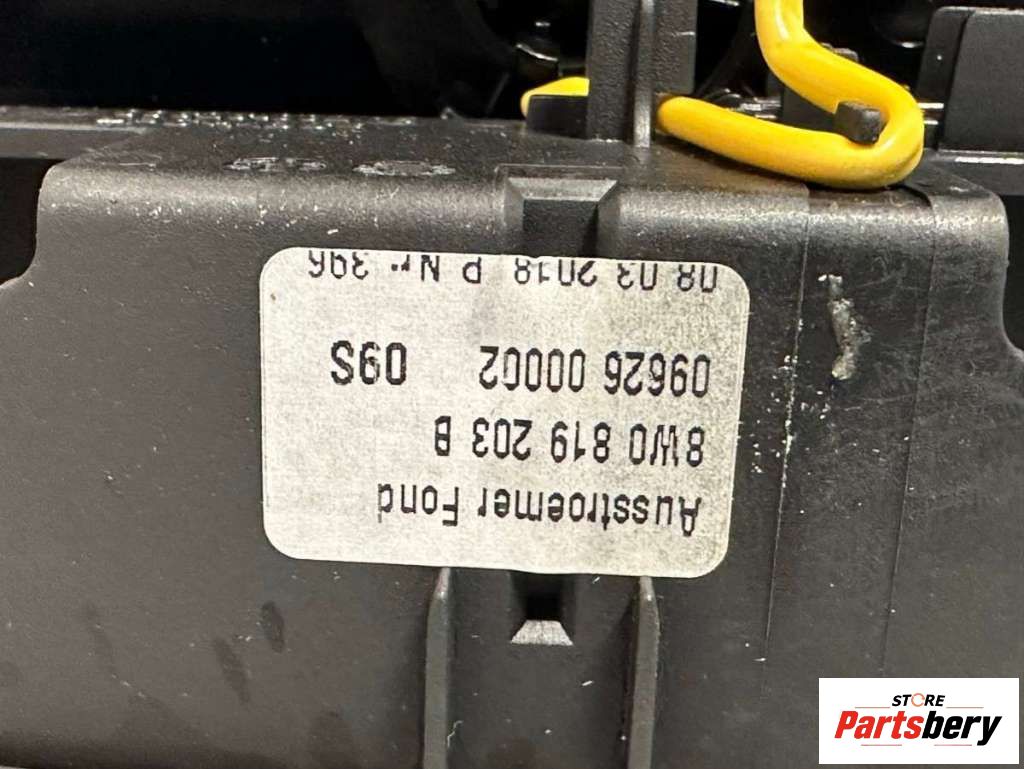 Ausstroemer Fond
8W0 819 203 B
09626 00002 09S
08 03 2018 P Nr. 396
STORE
Partsbery